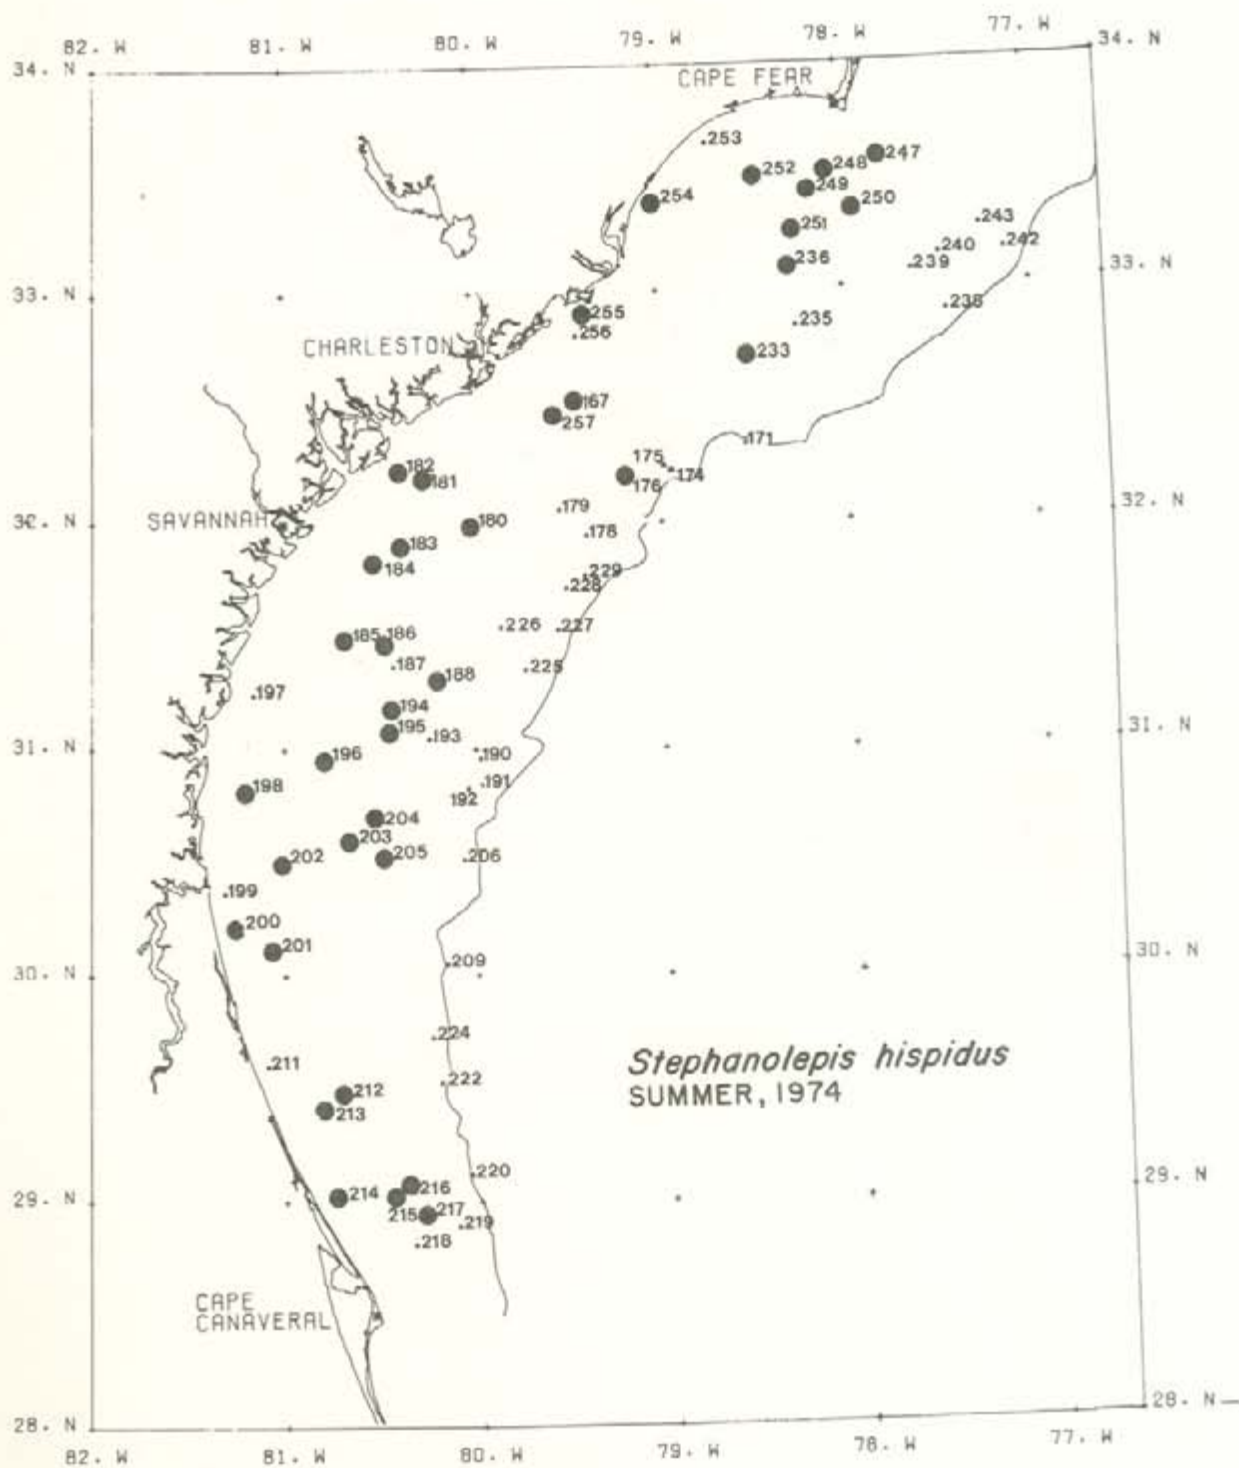 82. W 81. W 80. W 79. W 78. W 77. W
34. N 34. N
CAPE FEAR
253
252 248 247
249
254 250
251 243
240 242
236 239
33. N 33. N
238
255 235
256
CHARLESTON 233
167
257
171
182 175 174
181 176
179
SAVANNAH 180 178
32. N 32. N
183
184 229
228
185 186 226 227
187 188 225
197 194
195 193
31. N 31. N
196 190
198 191
192
204
203
202 205 206
199
200
201 209
30. N 30. N
224
211 222
Stephanolepis hispidus
SUMMER, 1974
212
213
220
214 216
29. N 29. N
215 217 219
218
CAPE
CANAVERAL
28. N 28. N
82. W 81. W 80. W 79. W 78. W 77. W